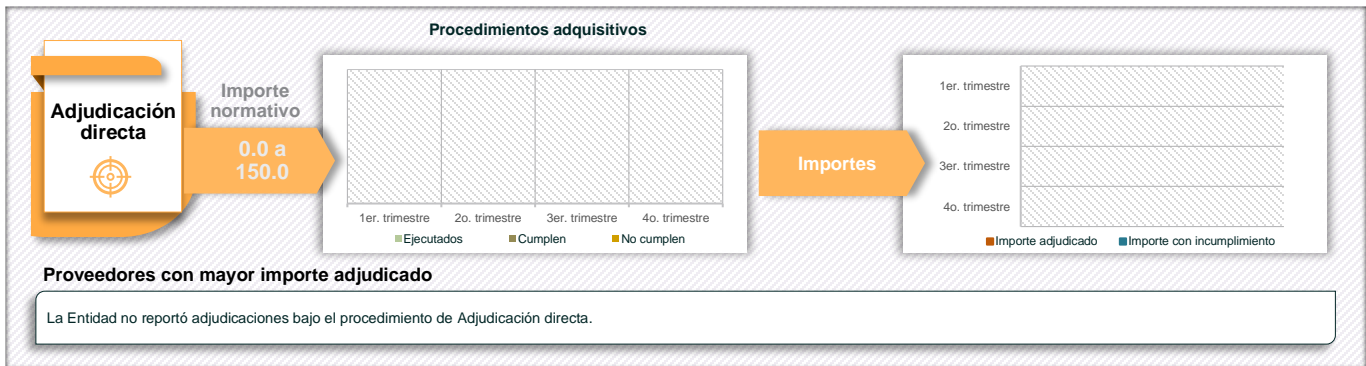 Procedimientos adquisitivos
Adjudicación
directa
Importe
normativo
0.0 a
150.0
1er. trimestre 2o. trimestre 3er. trimestre 4o. trimestre
Ejecutados Cumplen No cumplen
Importes
1er. trimestre
2o. trimestre
3er. trimestre
4o. trimestre
Importe adjudicado Importe con incumplimiento
Proveedores con mayor importe adjudicado
La Entidad no reportó adjudicaciones bajo el procedimiento de Adjudicación directa.